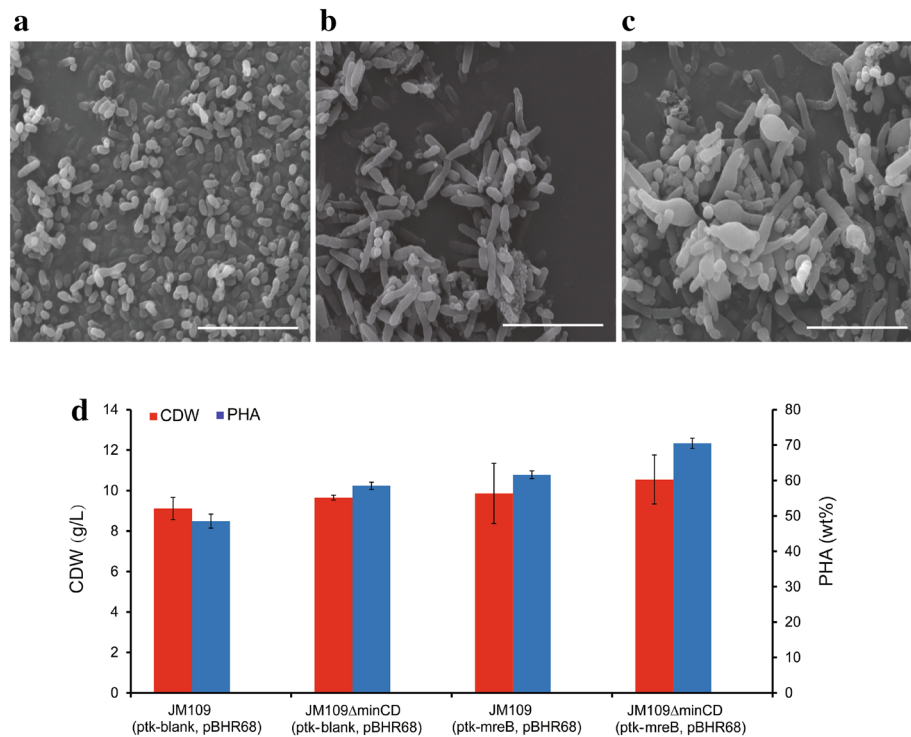 a
b
c
d
CDW
PHA
14
12
10
8
6
4
2
0
CDW (g/L)
80
70
60
50
40
30
20
10
0
PHA (wt%)
JM109
(ptk-blank, pBHR68)
JM109ΔminCD
(ptk-blank, pBHR68)
JM109
(ptk-mreB, pBHR68)
JM109ΔminCD
(ptk-mreB, pBHR68)